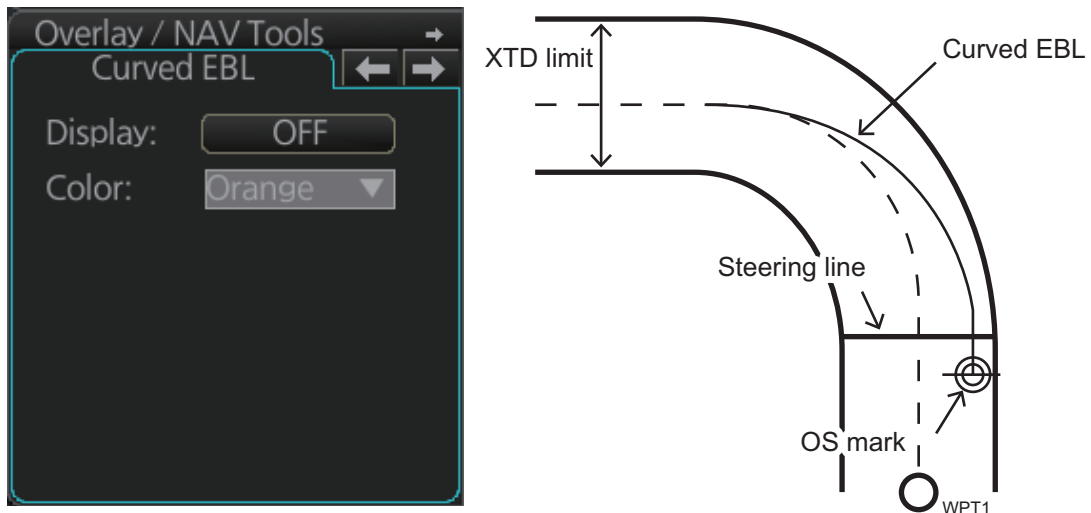 Overlay / NAV Tools
Curved EBL
Display: OFF
Color: Orange
XTD limit
Curved EBL
Steering line
OS mark
WPT1